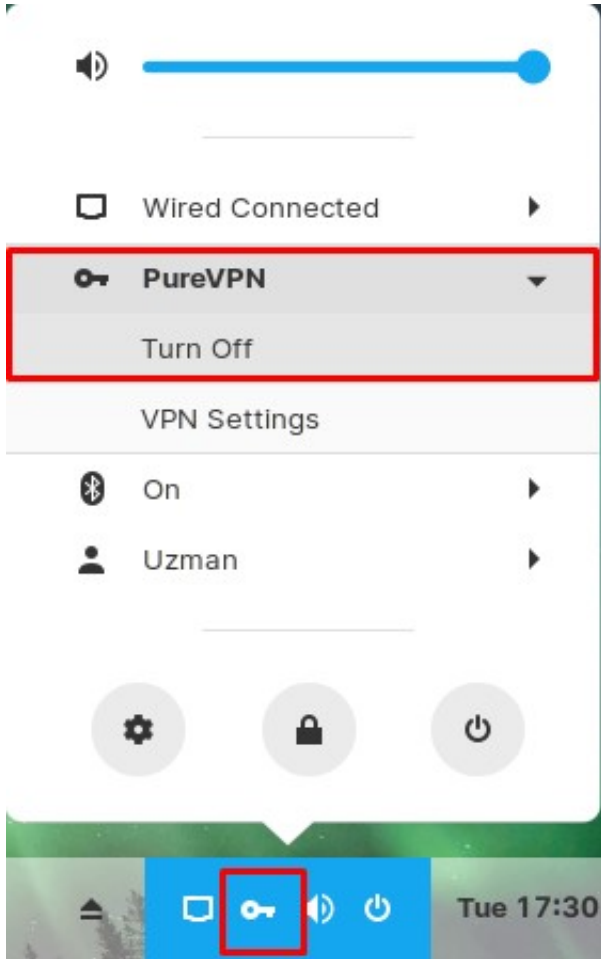 Wired Connected
PureVPN
Turn Off
VPN Settings
On
Uzman
Tue 17:30